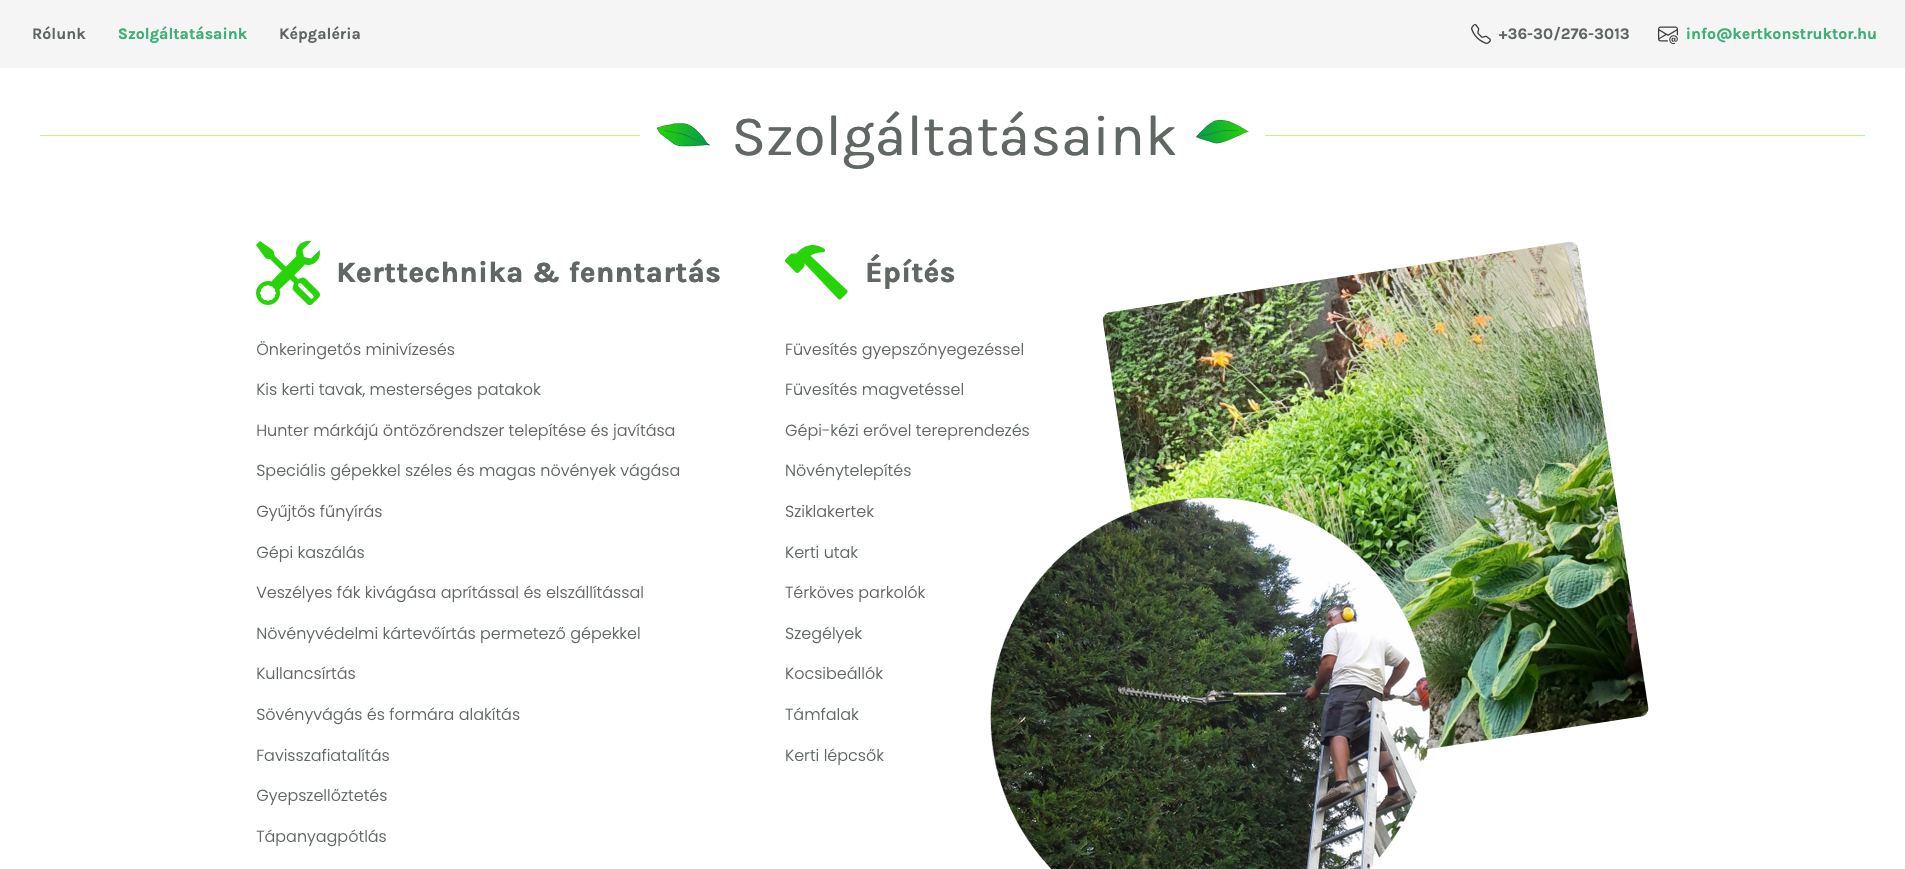 Rólunk Szolgáltatásaink Képgaléria +36-30/276-3013 info@kertkonstruktor.hu
Szolgáltatásaink
Kerttechnika & fenntartás
Önkeringetős minivízesés
Kis kerti tavak, mesterséges patakok
Hunter márkájú öntözőrendszer telepítése és javítása
Speciális gépekkel széles és magas növények vágása
Gyűjtős fűnyírás
Gépi kaszálás
Veszélyes fák kivágása aprítással és elszállítással
Növényvédelmi kártevőírtás permetező gépekkel
Kullancsírtás
Sövényvágás és formára alakítás
Favisszafiatalítás
Gyepszellőztetés
Tápanyagpótlás
Építés
Füvesítés gyepszőnyegezéssel
Füvesítés magvetéssel
Gépi-kézi erővel tereprendezés
Növénytelepítés
Sziklakertek
Kerti utak
Térköves parkolók
Szegélyek
Kocsibeállók
Támfalak
Kerti lépcsők